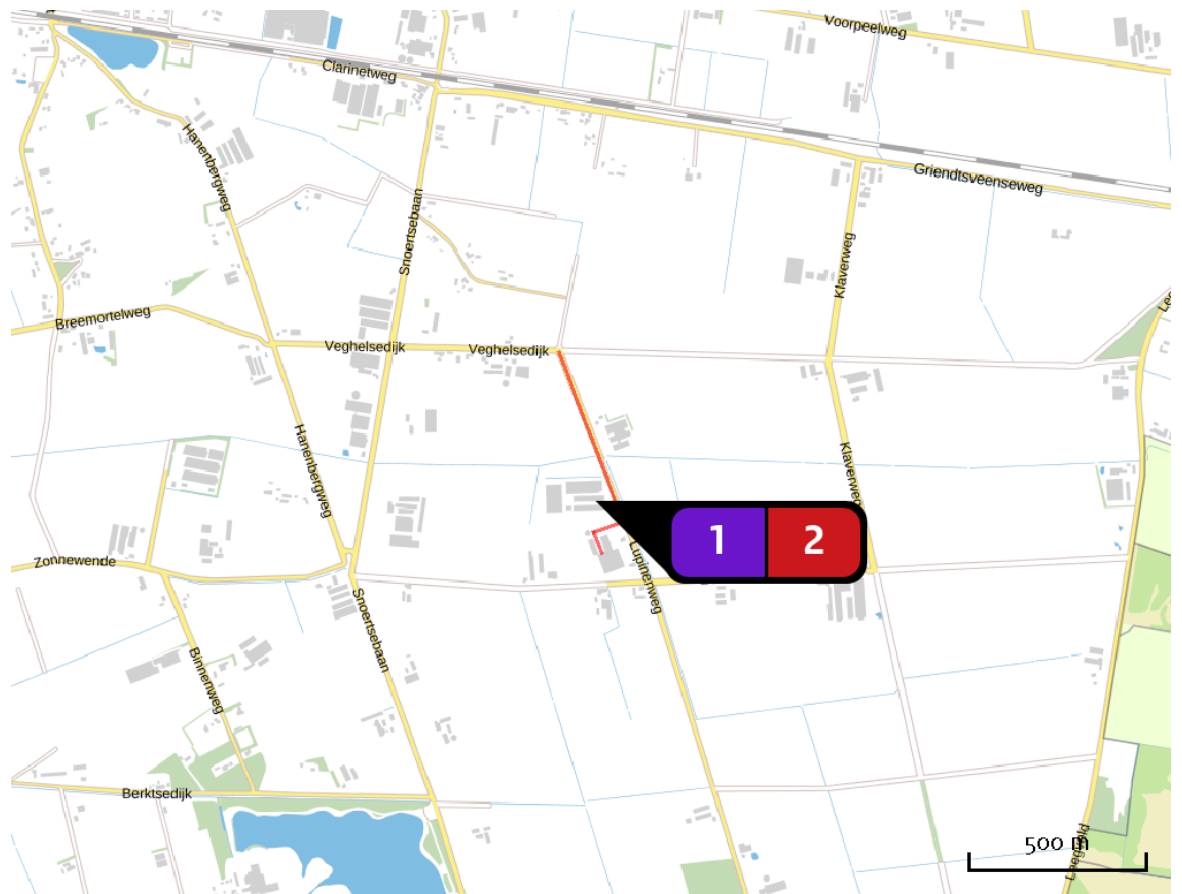 Voorpeelweg
Clarinetweg
Hanenbergweg
Griendtsveenseweg
Snoertsebaan
Klaverweg
Breemortelweg
Veghelsedijk
Veghelsedijk
Hanenbergweg
Klaverweg
1 2
Zonnewende
Lupinenweg
Snoertsebaan
Binnenweg
Berktsedijk
500 m